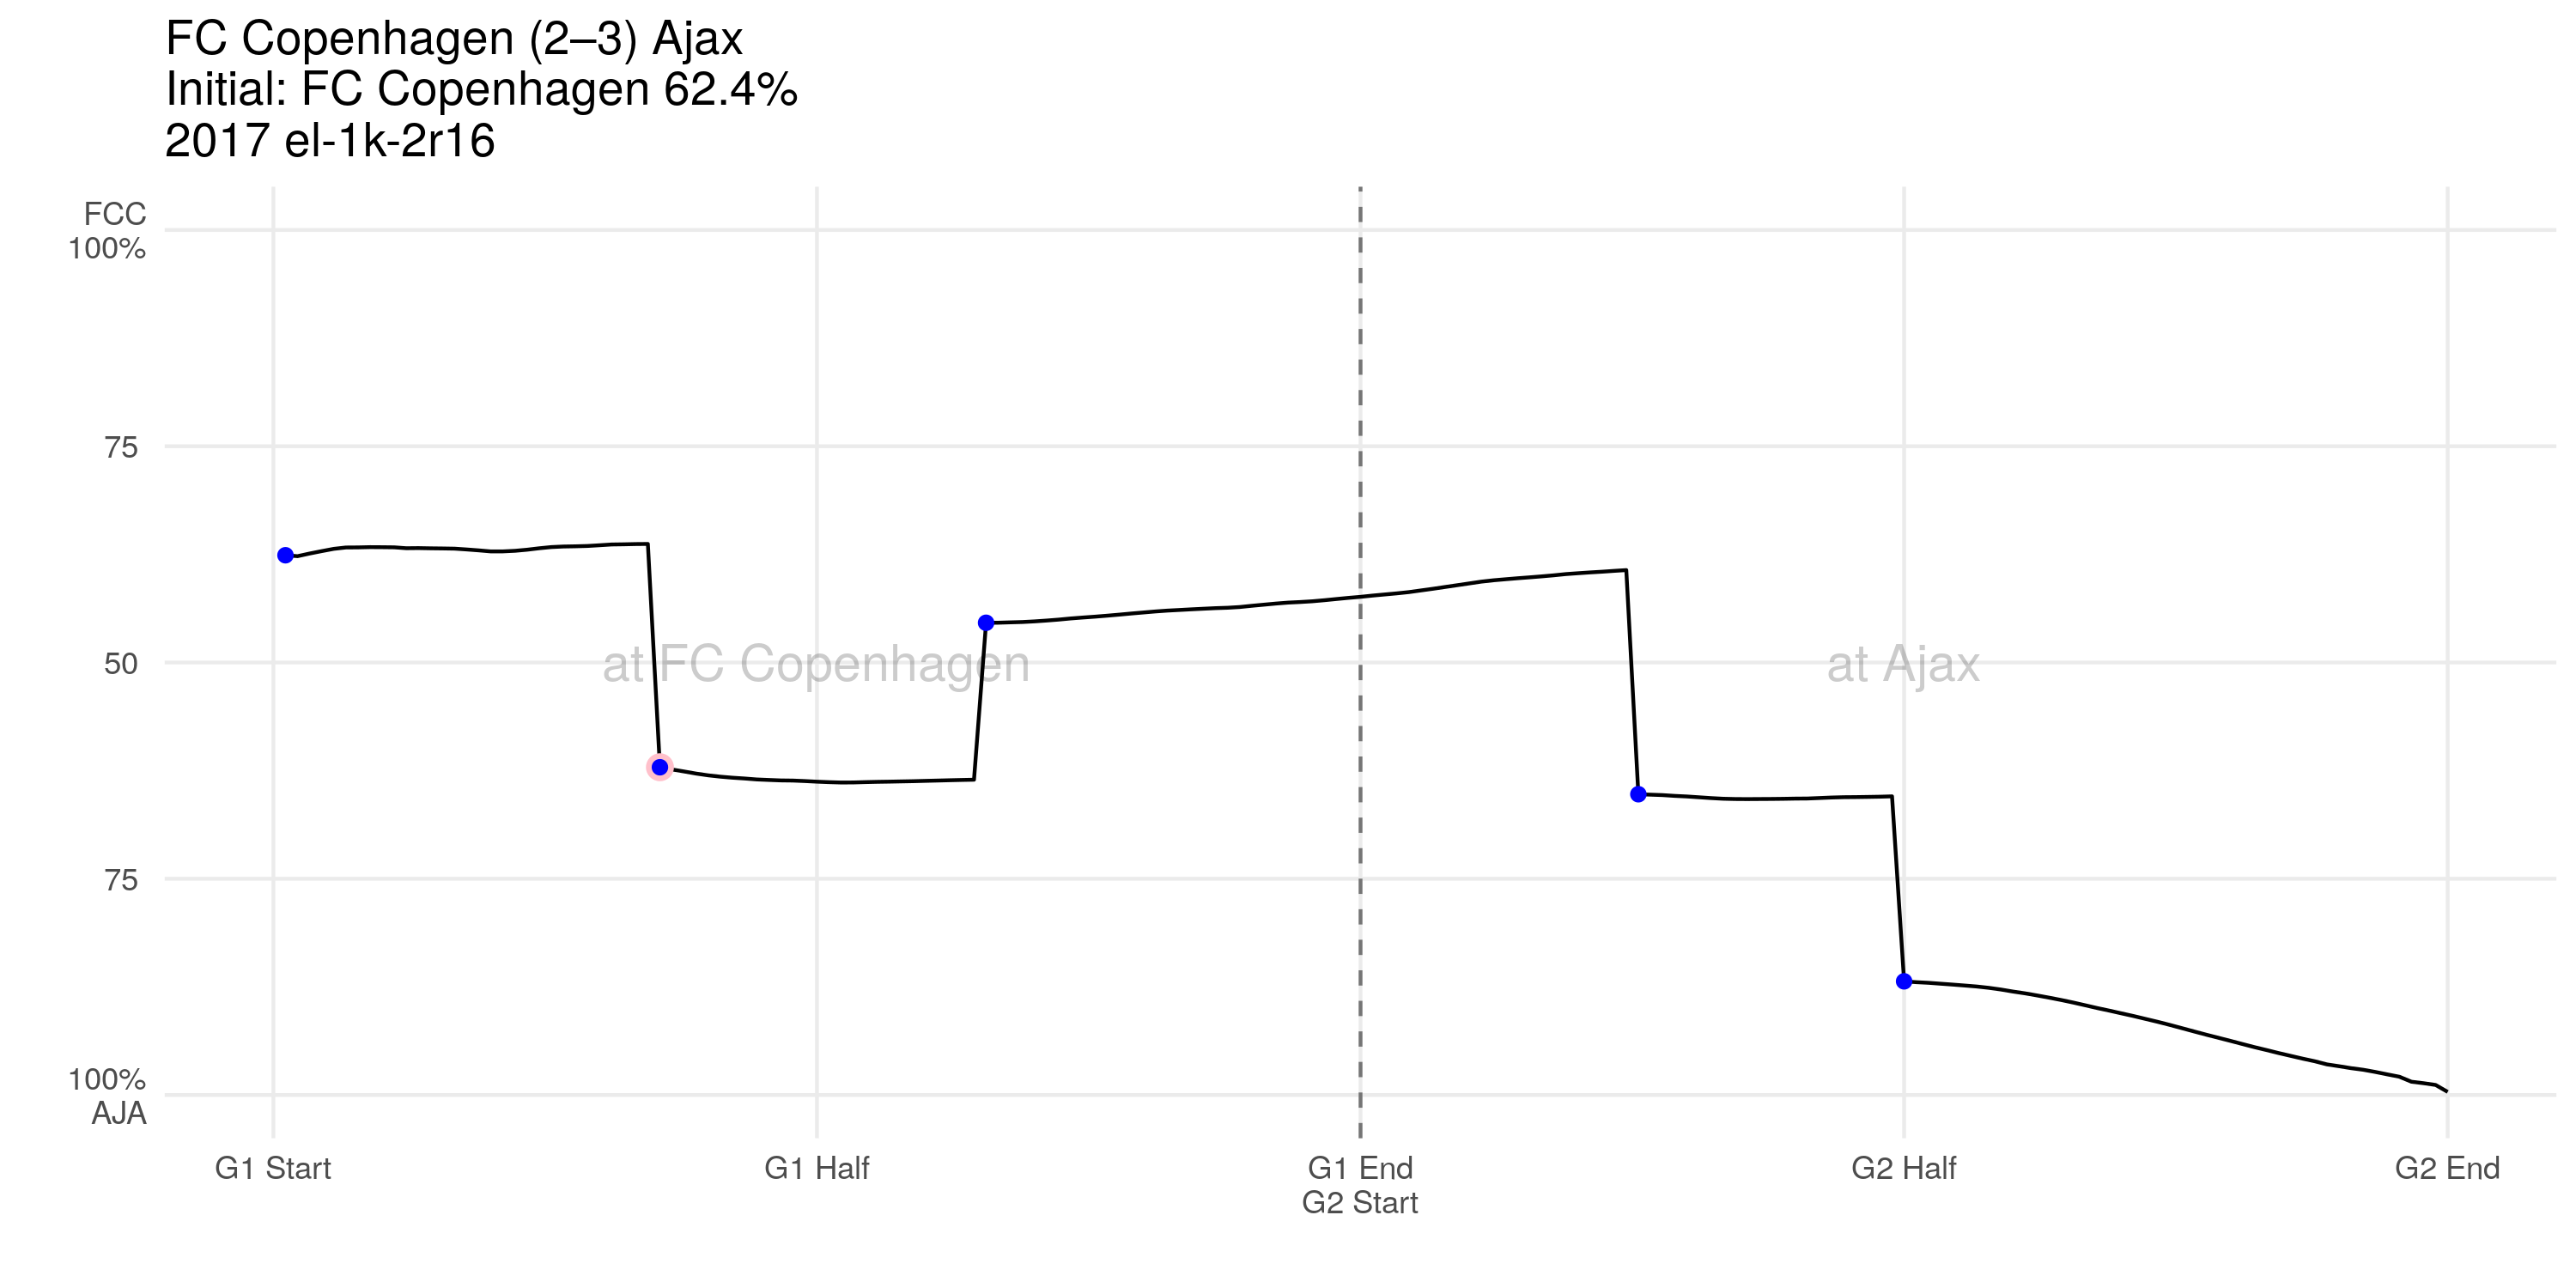 FC Copenhagen (2–3) Ajax
Initial: FC Copenhagen 62.4%
2017 el-1k-2r16
FCC
100%
75
50
75
100%
AJA
at FC Copenhagen
at Ajax
G1 Start
G1 Half
G1 End
G2 Start
G2 Half
G2 End